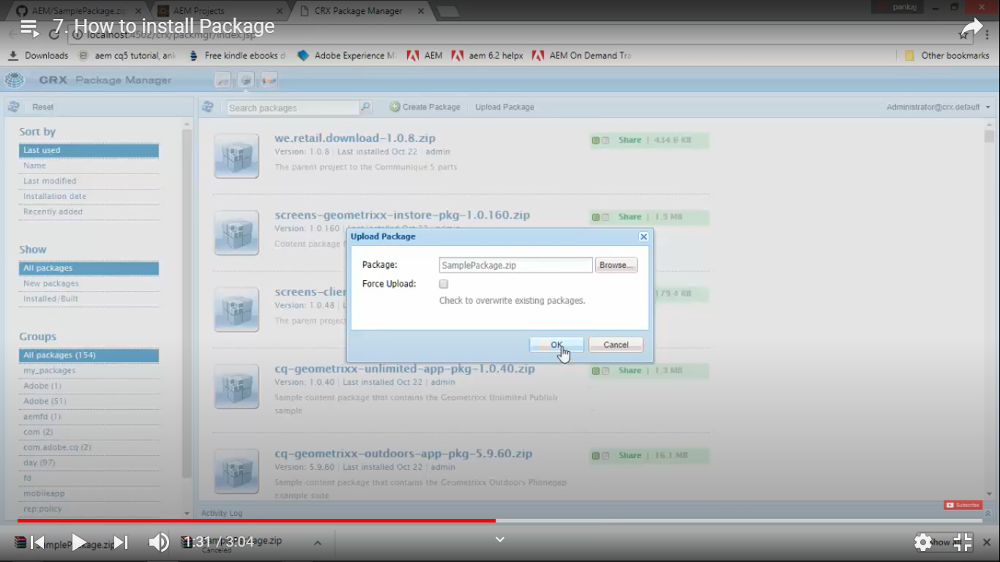 AEM/SamplePackage.zi
AEM Projects
CRX Package Manager
pankaj
7. How to install Package
localhost:4502/crx/packmgr/index.jsp
Downloads
aem cq5 tutorial, ank
Free kindle ebooks d
Adobe Experience M
AEM
aem 6.2 helpx
AEM On Demand Tra
Other bookmarks
CRX Package Manager
Reset
Search packages
Create Package
Upload Package
Administrator@crx.default
Sort by
Last used
Name
Last modified
Installation date
Recently added
Show
All packages
New packages
Installed/Built
Groups
All packages (154)
my_packages
Adobe (1)
Adobe (51)
aemfd (1)
com (2)
com.adobe.cq (2)
day (97)
fd
mobileapp
rep:policy
we.retail.download-1.0.8.zip
Share | 434.6 KB
Version: 1.0.8 | Last installed Oct 22 | admin
The parent project to the Communique 5 parts
screens-geometrixx-instore-pkg-1.0.160.zip
Share | 1.3 MB
Version: 1.0.160 | Last installed Oct 22 | admin
Content package f
screens-clie
179.4 KB
Version: 1.0.48 | L
The parent projec
Upload Package
Package:
SamplePackage.zip
Browse...
Force Upload:
Check to overwrite existing packages.
OK
Cancel
cq-geometrixx-unlimited-app-pkg-1.0.40.zip
Share | 1.3 MB
Version: 1.0.40 | Last installed Oct 22 | admin
Sample content package that contains the Geometrixx Unlimited Publish
sample
cq-geometrixx-outdoors-app-pkg-5.9.60.zip
Share | 16.1 MB
Version: 5.9.60 | Last installed Oct 22 | admin
Sample content package that contains the Geometrixx Outdoors Phonegap
example suite
Activity Log
Subscribe
SamplePackage.zip
1:31 / 3:04
SamplePackage.zip
Canceled
Show all